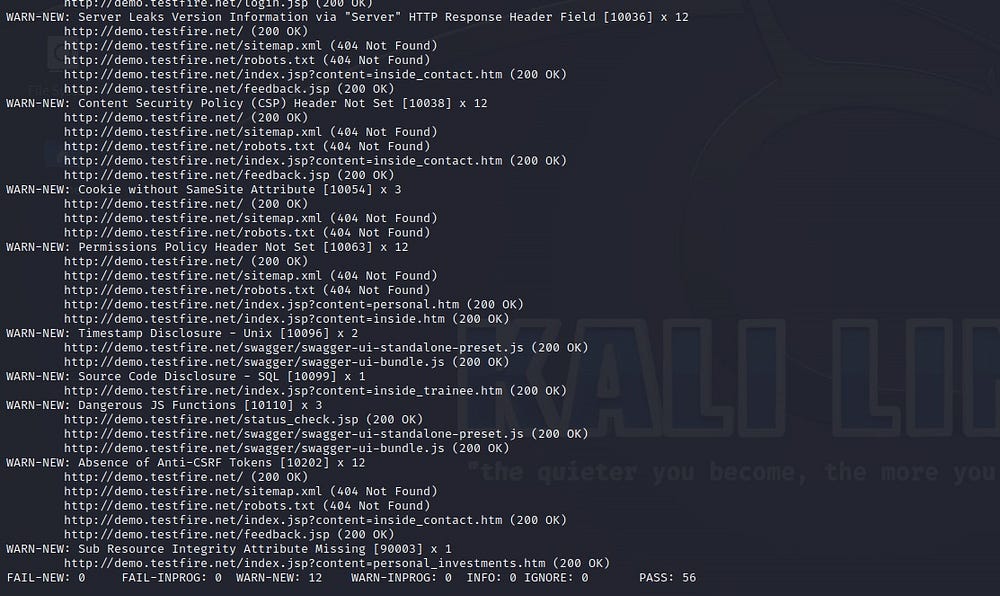 http://demo.testfire.net/login.jsp (200 OK)
WARN-NEW: Server Leaks Version Information via "Server" HTTP Response Header Field [10036] x 12
http://demo.testfire.net/ (200 OK)
http://demo.testfire.net/sitemap.xml (404 Not Found)
http://demo.testfire.net/robots.txt (404 Not Found)
http://demo.testfire.net/index.jsp?content=inside_contact.htm (200 OK)
http://demo.testfire.net/feedback.jsp (200 OK)
WARN-NEW: Content Security Policy (CSP) Header Not Set [10038] x 12
http://demo.testfire.net/ (200 OK)
http://demo.testfire.net/sitemap.xml (404 Not Found)
http://demo.testfire.net/robots.txt (404 Not Found)
http://demo.testfire.net/index.jsp?content=inside_contact.htm (200 OK)
http://demo.testfire.net/feedback.jsp (200 OK)
WARN-NEW: Cookie without SameSite Attribute [10054] x 3
http://demo.testfire.net/ (200 OK)
http://demo.testfire.net/sitemap.xml (404 Not Found)
http://demo.testfire.net/robots.txt (404 Not Found)
WARN-NEW: Permissions Policy Header Not Set [10063] x 12
http://demo.testfire.net/ (200 OK)
http://demo.testfire.net/sitemap.xml (404 Not Found)
http://demo.testfire.net/robots.txt (404 Not Found)
http://demo.testfire.net/index.jsp?content=personal.htm (200 OK)
http://demo.testfire.net/index.jsp?content=inside.htm (200 OK)
WARN-NEW: Timestamp Disclosure - Unix [10096] x 2
http://demo.testfire.net/swagger/swagger-ui-standalone-preset.js (200 OK)
http://demo.testfire.net/swagger/swagger-ui-bundle.js (200 OK)
WARN-NEW: Source Code Disclosure - SQL [10099] x 1
http://demo.testfire.net/index.jsp?content=inside_trainee.htm (200 OK)
WARN-NEW: Dangerous JS Functions [10110] x 3
http://demo.testfire.net/status_check.jsp (200 OK)
http://demo.testfire.net/swagger/swagger-ui-standalone-preset.js (200 OK)
http://demo.testfire.net/swagger/swagger-ui-bundle.js (200 OK)
WARN-NEW: Absence of Anti-CSRF Tokens [10202] x 12
http://demo.testfire.net/ (200 OK)
http://demo.testfire.net/sitemap.xml (404 Not Found)
http://demo.testfire.net/robots.txt (404 Not Found)
http://demo.testfire.net/index.jsp?content=inside_contact.htm (200 OK)
http://demo.testfire.net/feedback.jsp (200 OK)
WARN-NEW: Sub Resource Integrity Attribute Missing [90003] x 1
http://demo.testfire.net/index.jsp?content=personal_investments.htm (200 OK)
FAIL-NEW: 0 FAIL-INPROG: 0 WARN-NEW: 12 WARN-INPROG: 0 INFO: 0 IGNORE: 0 PASS: 56
KALI LI
"the quieter you become, the more you